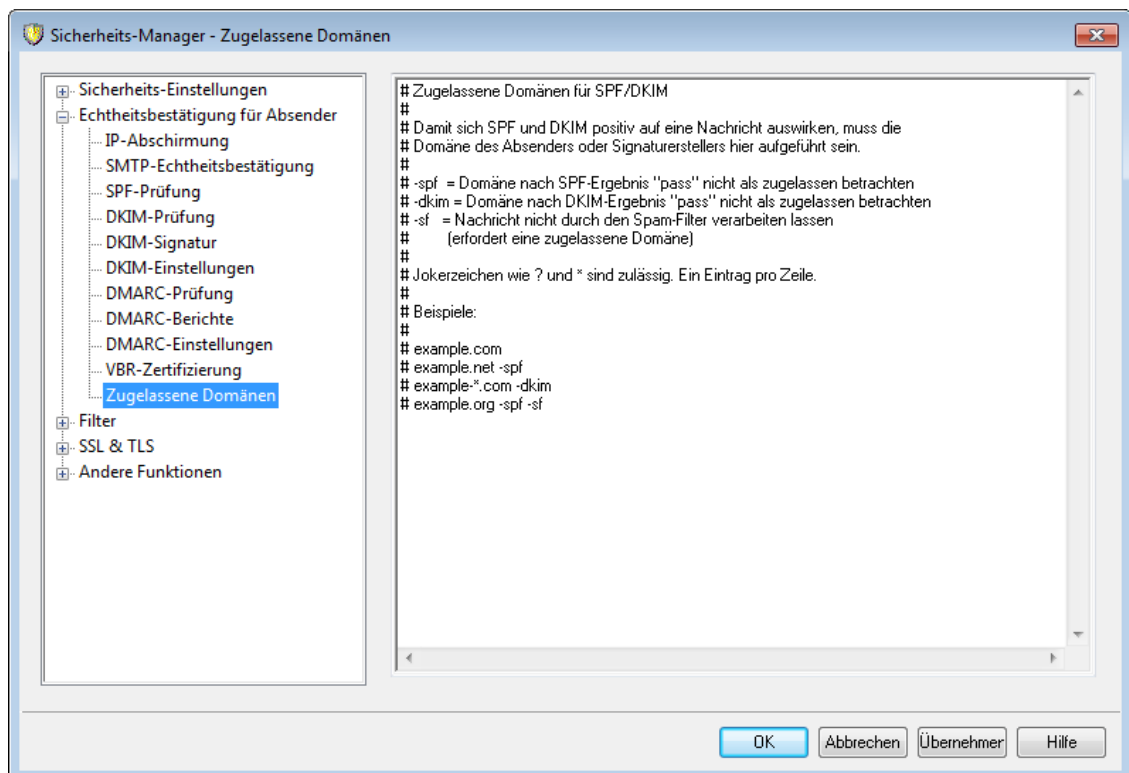 Sicherheits-Manager - Zugelassene Domänen
Sicherheits-Einstellungen
Echtheitsbestätigung für Absender
IP-Abschirmung
SMTP-Echtheitsbestätigung
SPF-Prüfung
DKIM-Prüfung
DKIM-Signatur
DKIM-Einstellungen
DMARC-Prüfung
DMARC-Berichte
DMARC-Einstellungen
VBR-Zertifizierung
Zugelassene Domänen
Filter
SSL & TLS
Andere Funktionen
# Zugelassene Domänen für SPF/DKIM
#
# Damit sich SPF und DKIM positiv auf eine Nachricht auswirken, muss die
# Domäne des Absenders oder Signaturerstellers hier aufgeführt sein.
#
# -spf = Domäne nach SPF-Ergebnis "pass" nicht als zugelassen betrachten
# -dkim = Domäne nach DKIM-Ergebnis "pass" nicht als zugelassen betrachten
# -sf = Nachricht nicht durch den Spam-Filter verarbeiten lassen
# (erfordert eine zugelassene Domäne)
#
# Jokerzeichen wie ? und * sind zulässig. Ein Eintrag pro Zeile.
#
# Beispiele:
#
# example.com
# example.net -spf
# example-*.com -dkim
# example.org -spf -sf
OK
Abbrechen
Übernehmer
Hilfe